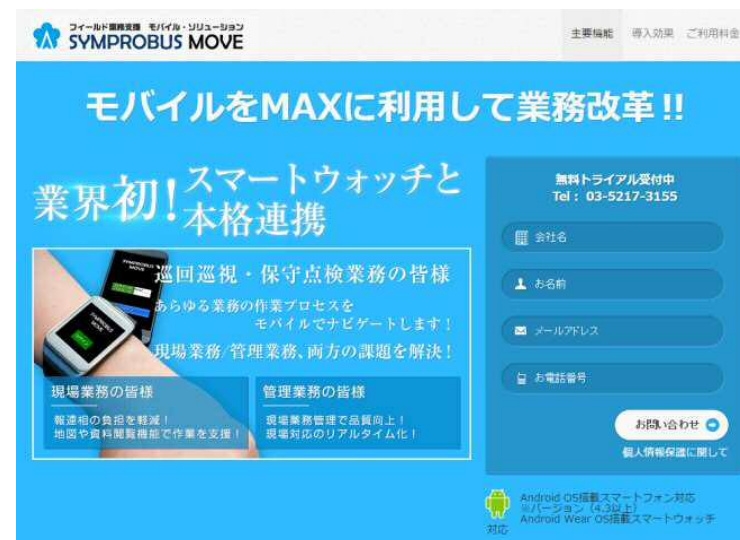 フィールド業務支援 モバイル・ソリューション
SYMPROBUS MOVE
主要機能 導入効果 ご利用料金
モバイルをMAXに利用して業務改革!!
業界初!スマートウォッチと
本格連携
巡回巡視・保守点検業務の皆様
あらゆる業務の作業プロセスを
モバイルでナビゲートします!
現場業務/管理業務、両方の課題を解決!
現場業務の皆様
報連相の負担を軽減!
地図や資料閲覧機能で作業を支援!
管理業務の皆様
現場業務管理で品質向上!
現場対応のリアルタイム化!
無料トライアル受付中
Tel : 03-5217-3155
会社名
お名前
メールアドレス
お電話番号
お問い合わせ
個人情報保護に関して
対応
Android OS搭載スマートフォン対応
※バージョン(4.3以上)
Android Wear OS搭載スマートウォッチ